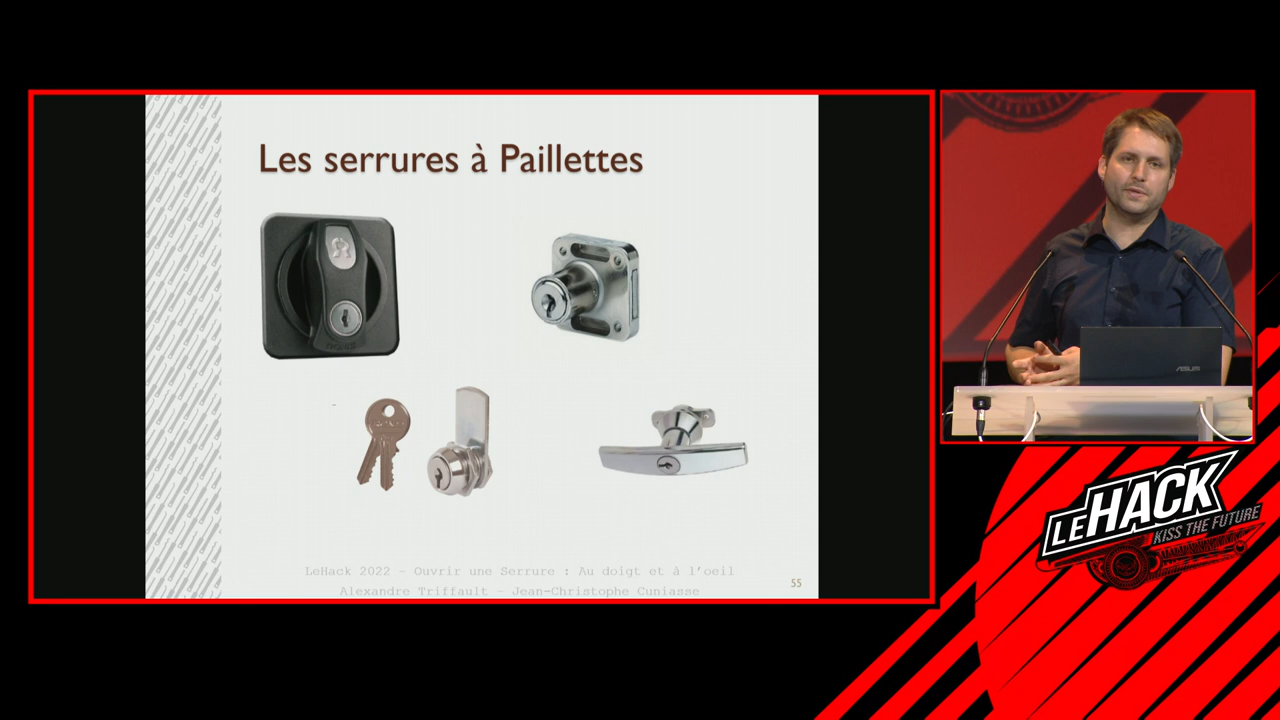 Les serrures à Paillettes
LeHack 2022 - Ouvrir une Serrure : Au doigt et à l'oeil
Alexandre Triffault - Jean-Christophe Cuniasse
55
ASUS
LEHACK
KISS THE FUTURE